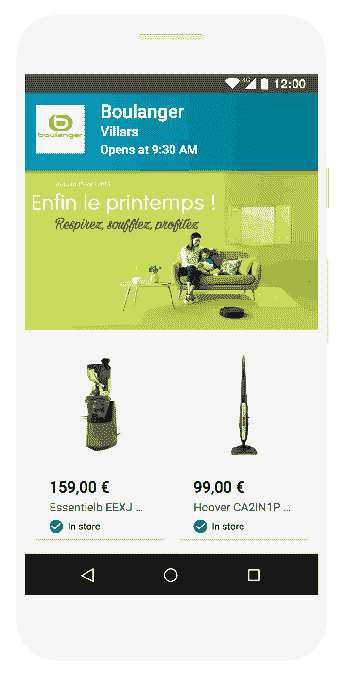 4G 12:00
Boulanger
boulanger
Villars
Opens at 9:30 AM
Enfin le printemps !
Respirez, soufflez, profitez
159,00 € 99,00 €
Essentielb EEXJ ... Hoover CA2IN1P ...
In store In store